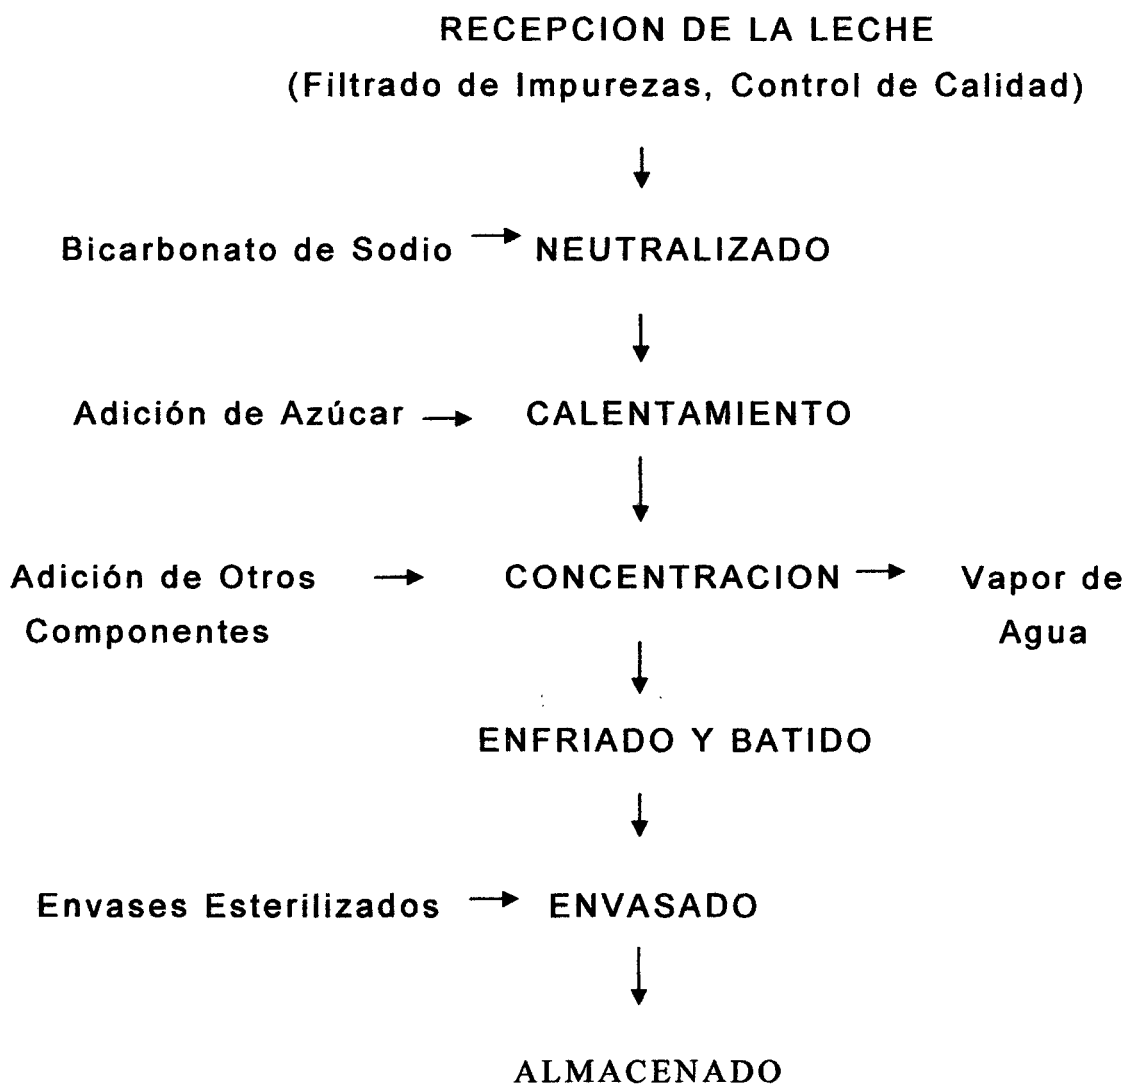 RECEPCION DE LA LECHE
(Filtrado de Impurezas, Control de Calidad)
Bicarbonato de Sodio
NEUTRALIZADO
Adición de Azúcar
CALENTAMIENTO
Adición de Otros
Componentes
CONCENTRACION
Vapor de
Agua
ENFRIADO Y BATIDO
Envases Esterilizados
ENVASADO
ALMACENADO